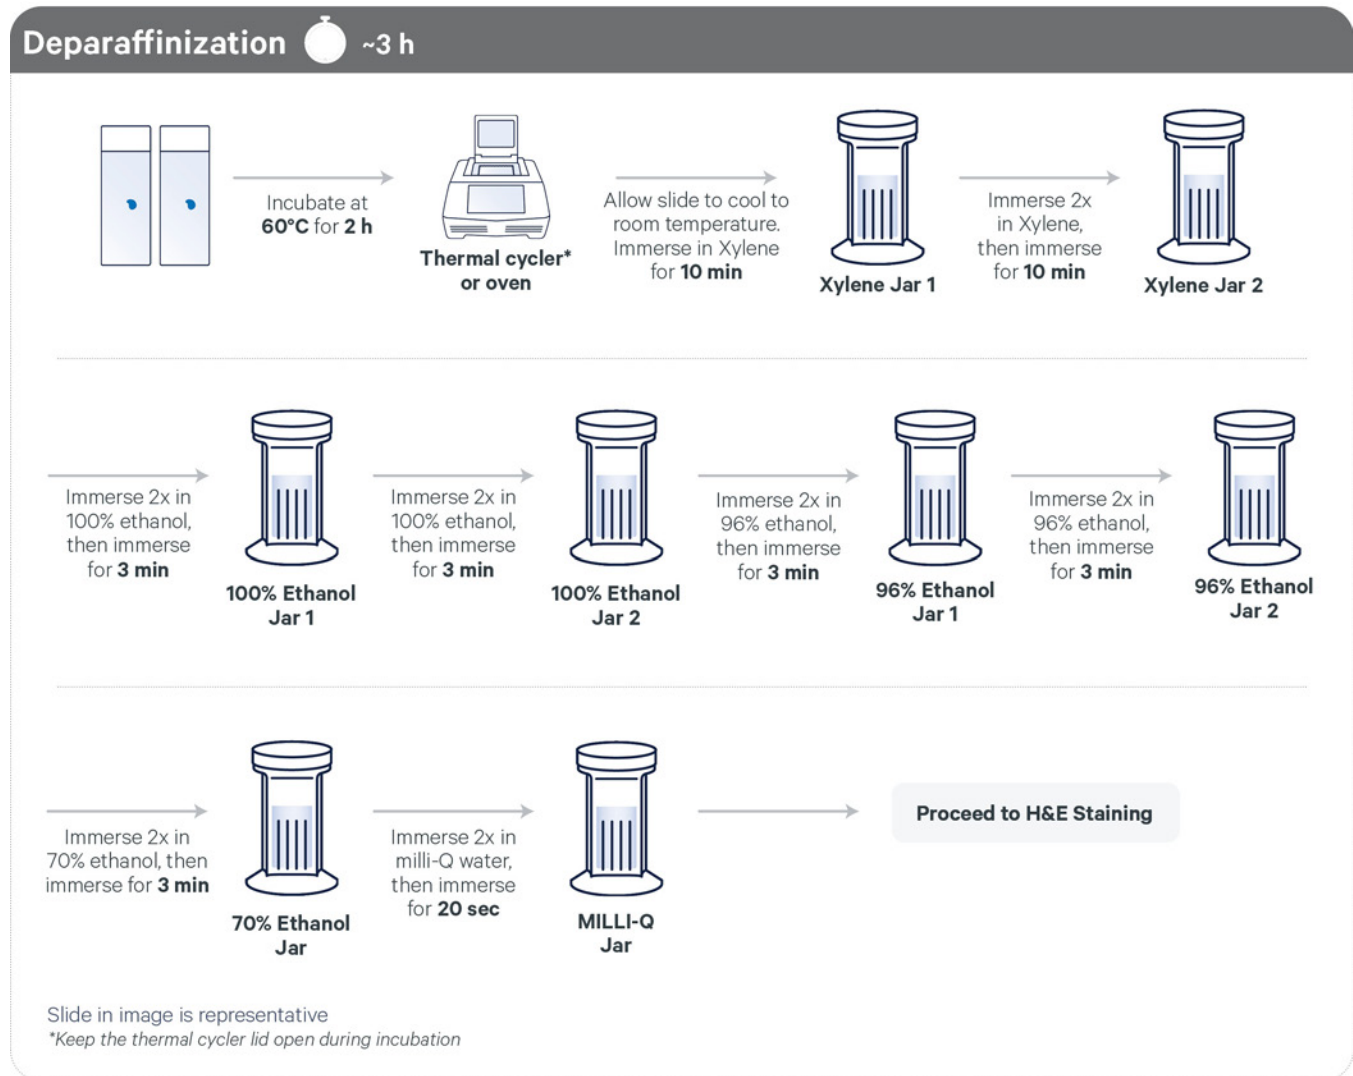 Deparaffinization ~3 h
Incubate at
60°C for 2 h
Thermal cycler*
or oven
Allow slide to cool to
room temperature.
Immerse in Xylene
for 10 min
Xylene Jar 1
Immerse 2x
in Xylene,
then immerse
for 10 min
Xylene Jar 2
Immerse 2x in
100% ethanol,
then immerse
for 3 min
100% Ethanol
Jar 1
Immerse 2x in
100% ethanol,
then immerse
for 3 min
100% Ethanol
Jar 2
Immerse 2x in
96% ethanol,
then immerse
for 3 min
96% Ethanol
Jar 1
Immerse 2x in
96% ethanol,
then immerse
for 3 min
96% Ethanol
Jar 2
Immerse 2x in
70% ethanol, then
immerse for 3 min
70% Ethanol
Jar
Immerse 2x in
milli-Q water,
then immerse
for 20 sec
MILLI-Q
Jar
Proceed to H&E Staining
Slide in image is representative
*Keep the thermal cycler lid open during incubation